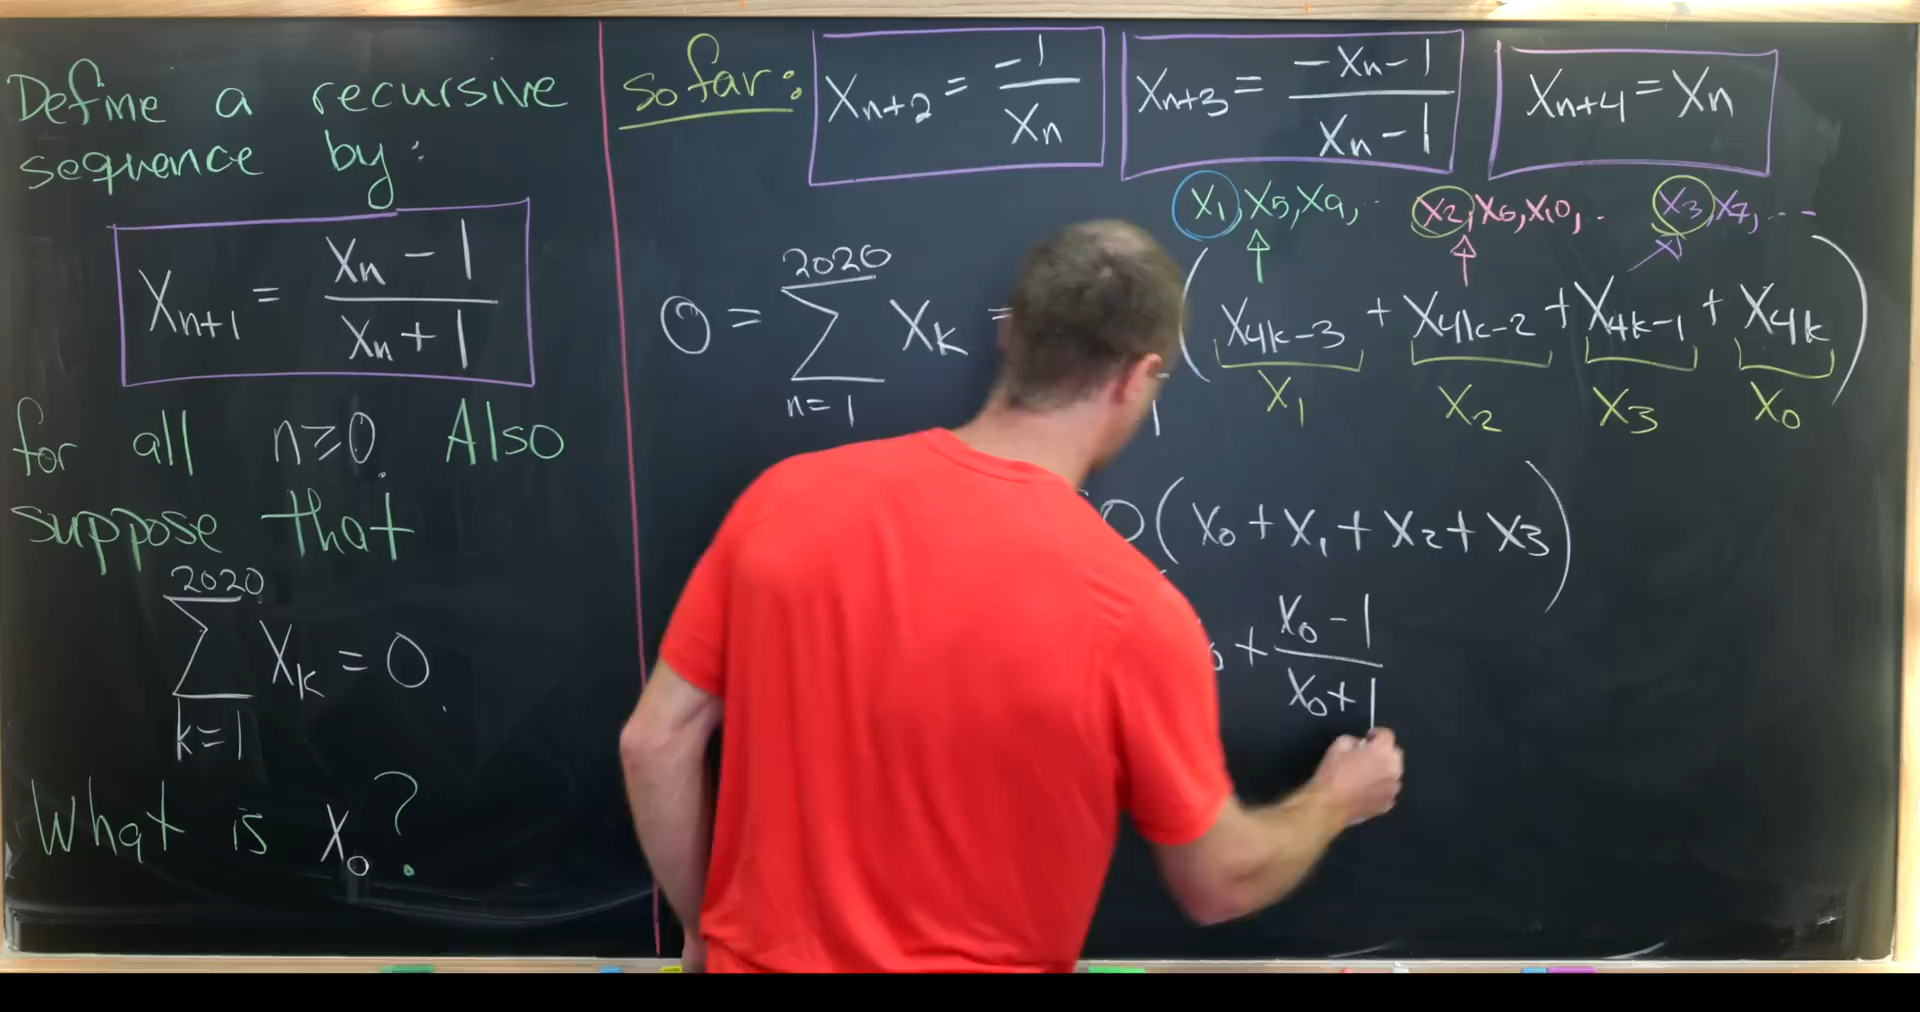 Define a recursive
sequence by:
Xn+1 = (Xn - 1)/(Xn + 1)
for all n≥0. Also
suppose that
2020
∑ Xk = 0
k=1
What is X0?
so far: Xn+2 = -1/Xn Xn+3 = (-Xn-1)/(Xn-1) Xn+4 = Xn
X1, X5, X9, .. X2, X6, X10, .. X3 X7, ...
2020
0 = ∑ Xk = (X4k-3 + X4k-2 + X4k-1 + X4k)
n=1 1 X1 X2 X3 X0
(X0 + X1 + X2 + X3)
+ (X0 - 1)/(X0 + 1)